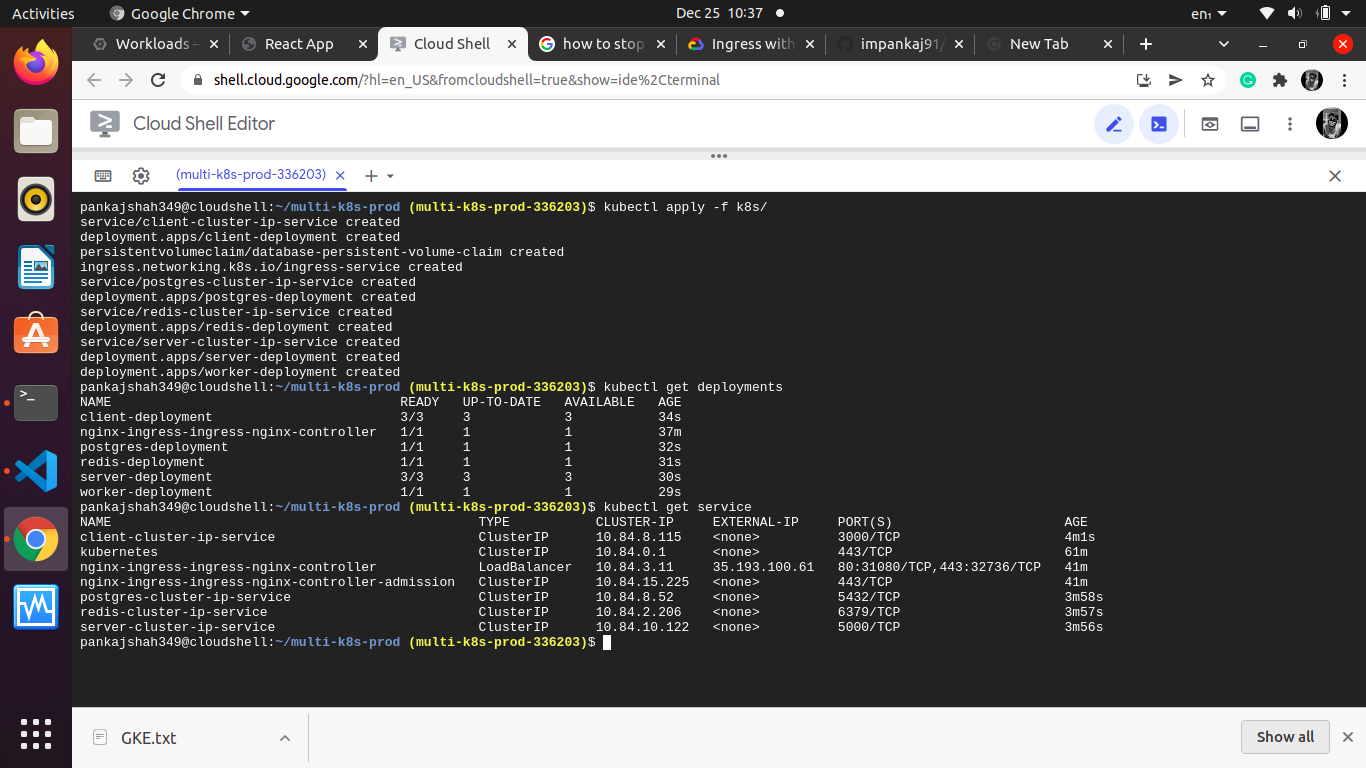 Activities Google Chrome Dec 25 10:37 en₁
Workloads - React App Cloud Shell how to stop Ingress with impankaj91/ New Tab
shell.cloud.google.com/?hl=en_US&fromcloudshell=true&show=ide%2Cterminal
Cloud Shell Editor
(multi-k8s-prod-336203)
pankajshah349@cloudshell:~/multi-k8s-prod (multi-k8s-prod-336203)$ kubectl apply -f k8s/
service/client-cluster-ip-service created
deployment.apps/client-deployment created
persistentvolumeclaim/database-persistent-volume-claim created
ingress.networking.k8s.io/ingress-service created
service/postgres-cluster-ip-service created
deployment.apps/postgres-deployment created
service/redis-cluster-ip-service created
deployment.apps/redis-deployment created
service/server-cluster-ip-service created
deployment.apps/server-deployment created
deployment.apps/worker-deployment created
pankajshah349@cloudshell:~/multi-k8s-prod (multi-k8s-prod-336203)$ kubectl get deployments
NAME READY UP-TO-DATE AVAILABLE AGE
client-deployment 3/3 3 3 34s
nginx-ingress-ingress-nginx-controller 1/1 1 1 37m
postgres-deployment 1/1 1 1 32s
redis-deployment 1/1 1 1 31s
server-deployment 3/3 3 3 30s
worker-deployment 1/1 1 1 29s
pankajshah349@cloudshell:~/multi-k8s-prod (multi-k8s-prod-336203)$ kubectl get service
NAME TYPE CLUSTER-IP EXTERNAL-IP PORT(S) AGE
client-cluster-ip-service ClusterIP 10.84.8.115 <none> 3000/TCP 4m1s
kubernetes ClusterIP 10.84.0.1 <none> 443/TCP 61m
nginx-ingress-ingress-nginx-controller LoadBalancer 10.84.3.11 35.193.100.61 80:31080/TCP,443:32736/TCP 41m
nginx-ingress-ingress-nginx-controller-admission ClusterIP 10.84.15.225 <none> 443/TCP 41m
postgres-cluster-ip-service ClusterIP 10.84.8.52 <none> 5432/TCP 3m58s
redis-cluster-ip-service ClusterIP 10.84.2.206 <none> 6379/TCP 3m57s
server-cluster-ip-service ClusterIP 10.84.10.122 <none> 5000/TCP 3m56s
pankajshah349@cloudshell:~/multi-k8s-prod (multi-k8s-prod-336203)$
GKE.txt Show all